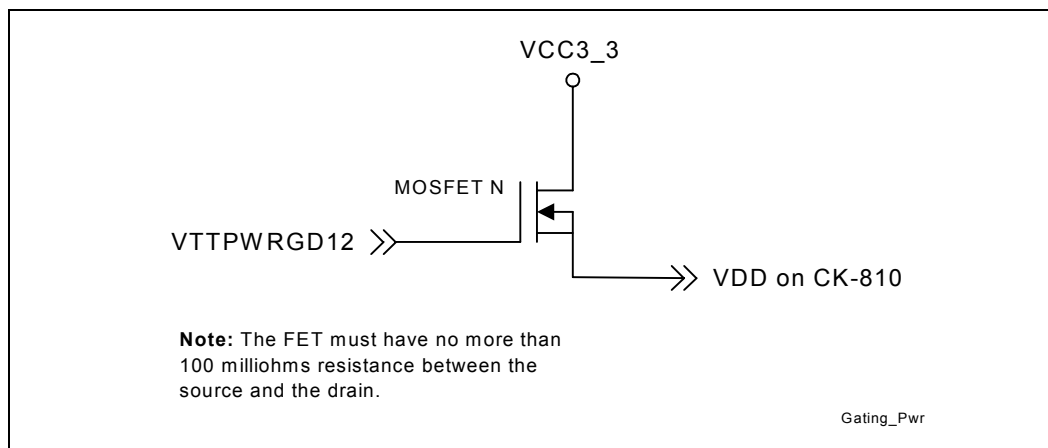 VCC3_3
MOSFET N
VTTPWRGD12
VDD on CK-810
Note: The FET must have no more than
100 milliohms resistance between the
source and the drain.
Gating_Pwr